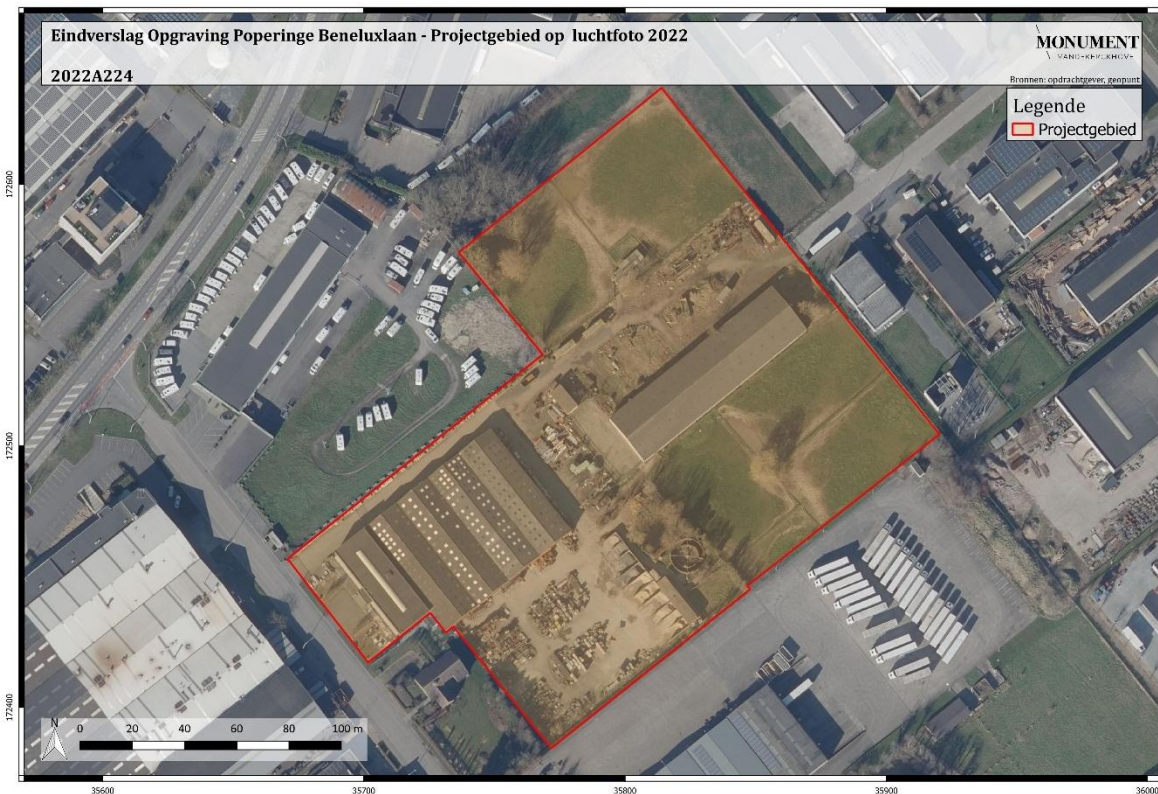 Eindverslag Opgraving Poperinge Beneluxlaan - Projectgebied op luchtfoto 2022
2022A224
MONUMENT
VANDEKERCKHOVE
Bronnen: opdrachtgever, geopunt
Legende
Projectgebied
172600
172500
172400
N
0 20 40 60 80 100 m
35600 35700 35800 35900 36000